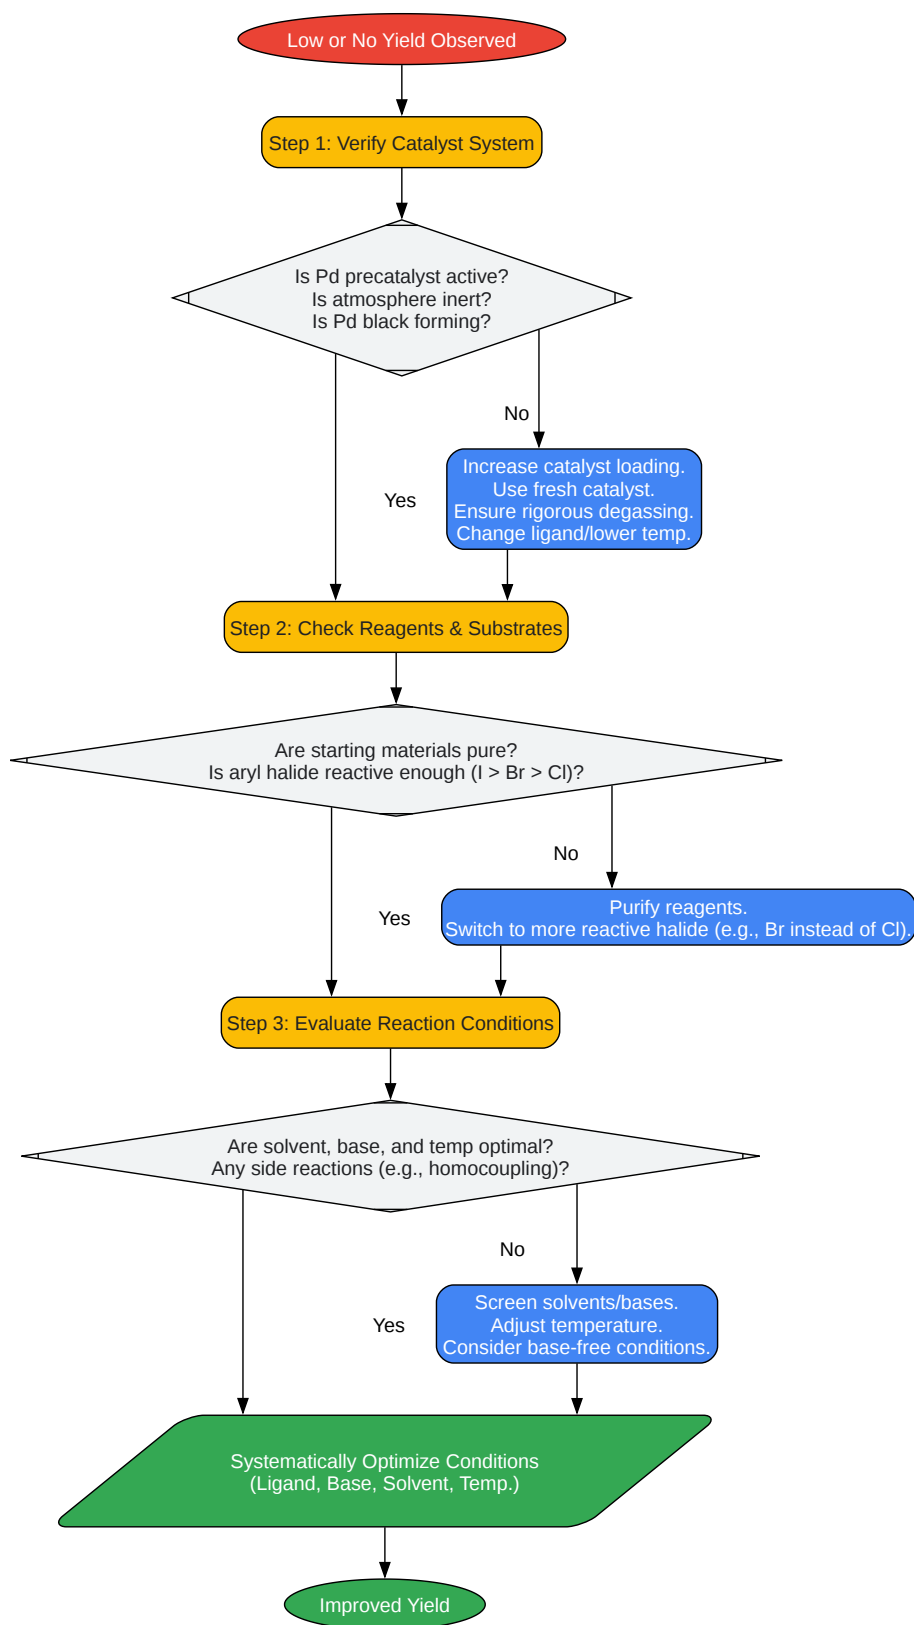 Low or No Yield Observed
Step 1: Verify Catalyst System
Is Pd precatalyst active?
Is atmosphere inert?
Is Pd black forming?
No
Increase catalyst loading.
Use fresh catalyst.
Ensure rigorous degassing.
Change ligand/lower temp.
Yes
Step 2: Check Reagents & Substrates
Are starting materials pure?
Is aryl halide reactive enough (I > Br > Cl)?
No
Purify reagents.
Switch to more reactive halide (e.g., Br instead of Cl).
Yes
Step 3: Evaluate Reaction Conditions
Are solvent, base, and temp optimal?
Any side reactions (e.g., homocoupling)?
No
Screen solvents/bases.
Adjust temperature.
Consider base-free conditions.
Yes
Systematically Optimize Conditions
(Ligand, Base, Solvent, Temp.)
Improved Yield